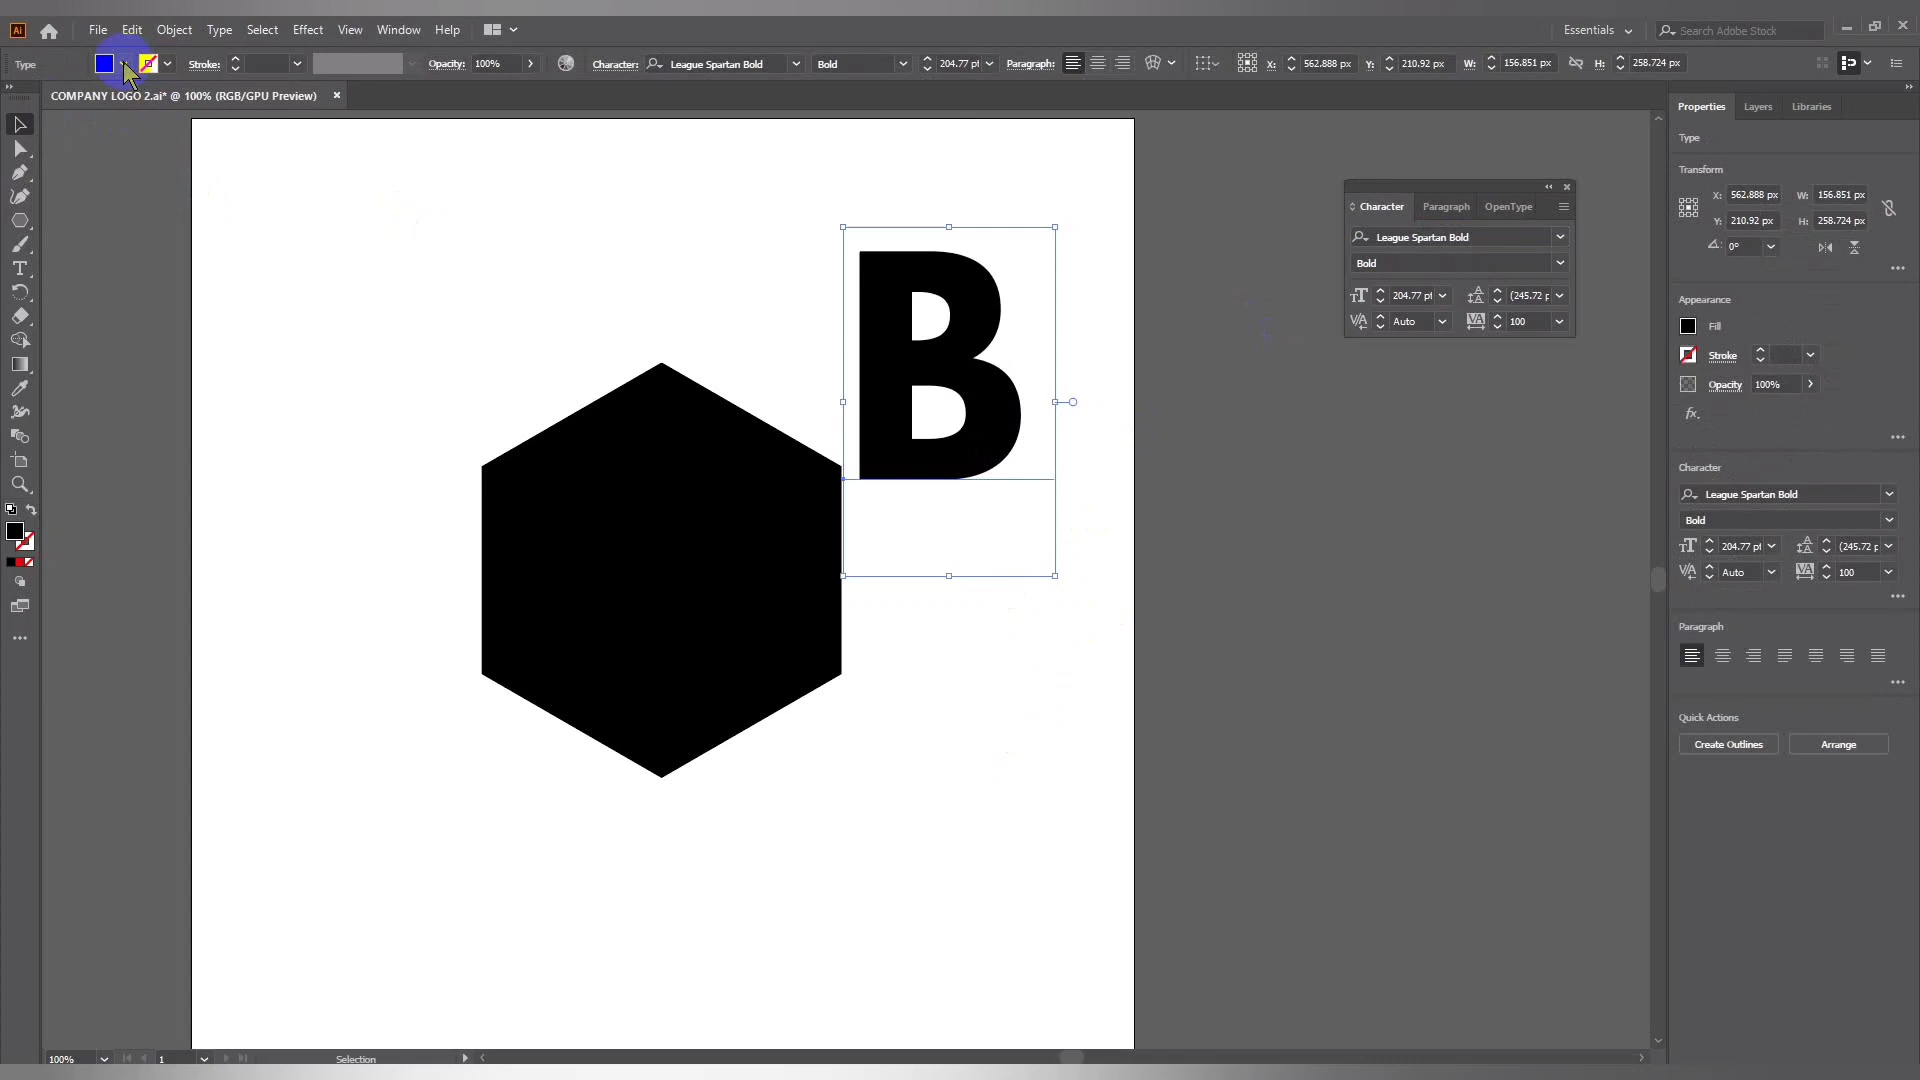 Ai File Edit Object Type Select Effect View Window Help Essentials Search Adobe Stock
Type Stroke: Opacity: 100% Character: League Spartan Bold Bold 204.77 pt Paragraph: X: 562.888 px Y: 210.92 px W: 156.851 px H: 258.724 px
COMPANY LOGO 2.ai* @ 100% (RGB/GPU Preview) ×
Properties Layers Libraries
Type
Transform
X: 562.888 px W: 156.851 px
Y: 210.92 px H: 258.724 px
0°
Appearance
Fill
Stroke
Opacity 100%
fx.
Character
League Spartan Bold
Bold
204.77 pt (245.72 p
Auto 100
Paragraph
Quick Actions
Create Outlines Arrange
Character Paragraph OpenType
League Spartan Bold
Bold
204.77 pt (245.72 p
Auto 100
B
100% 1 Selection